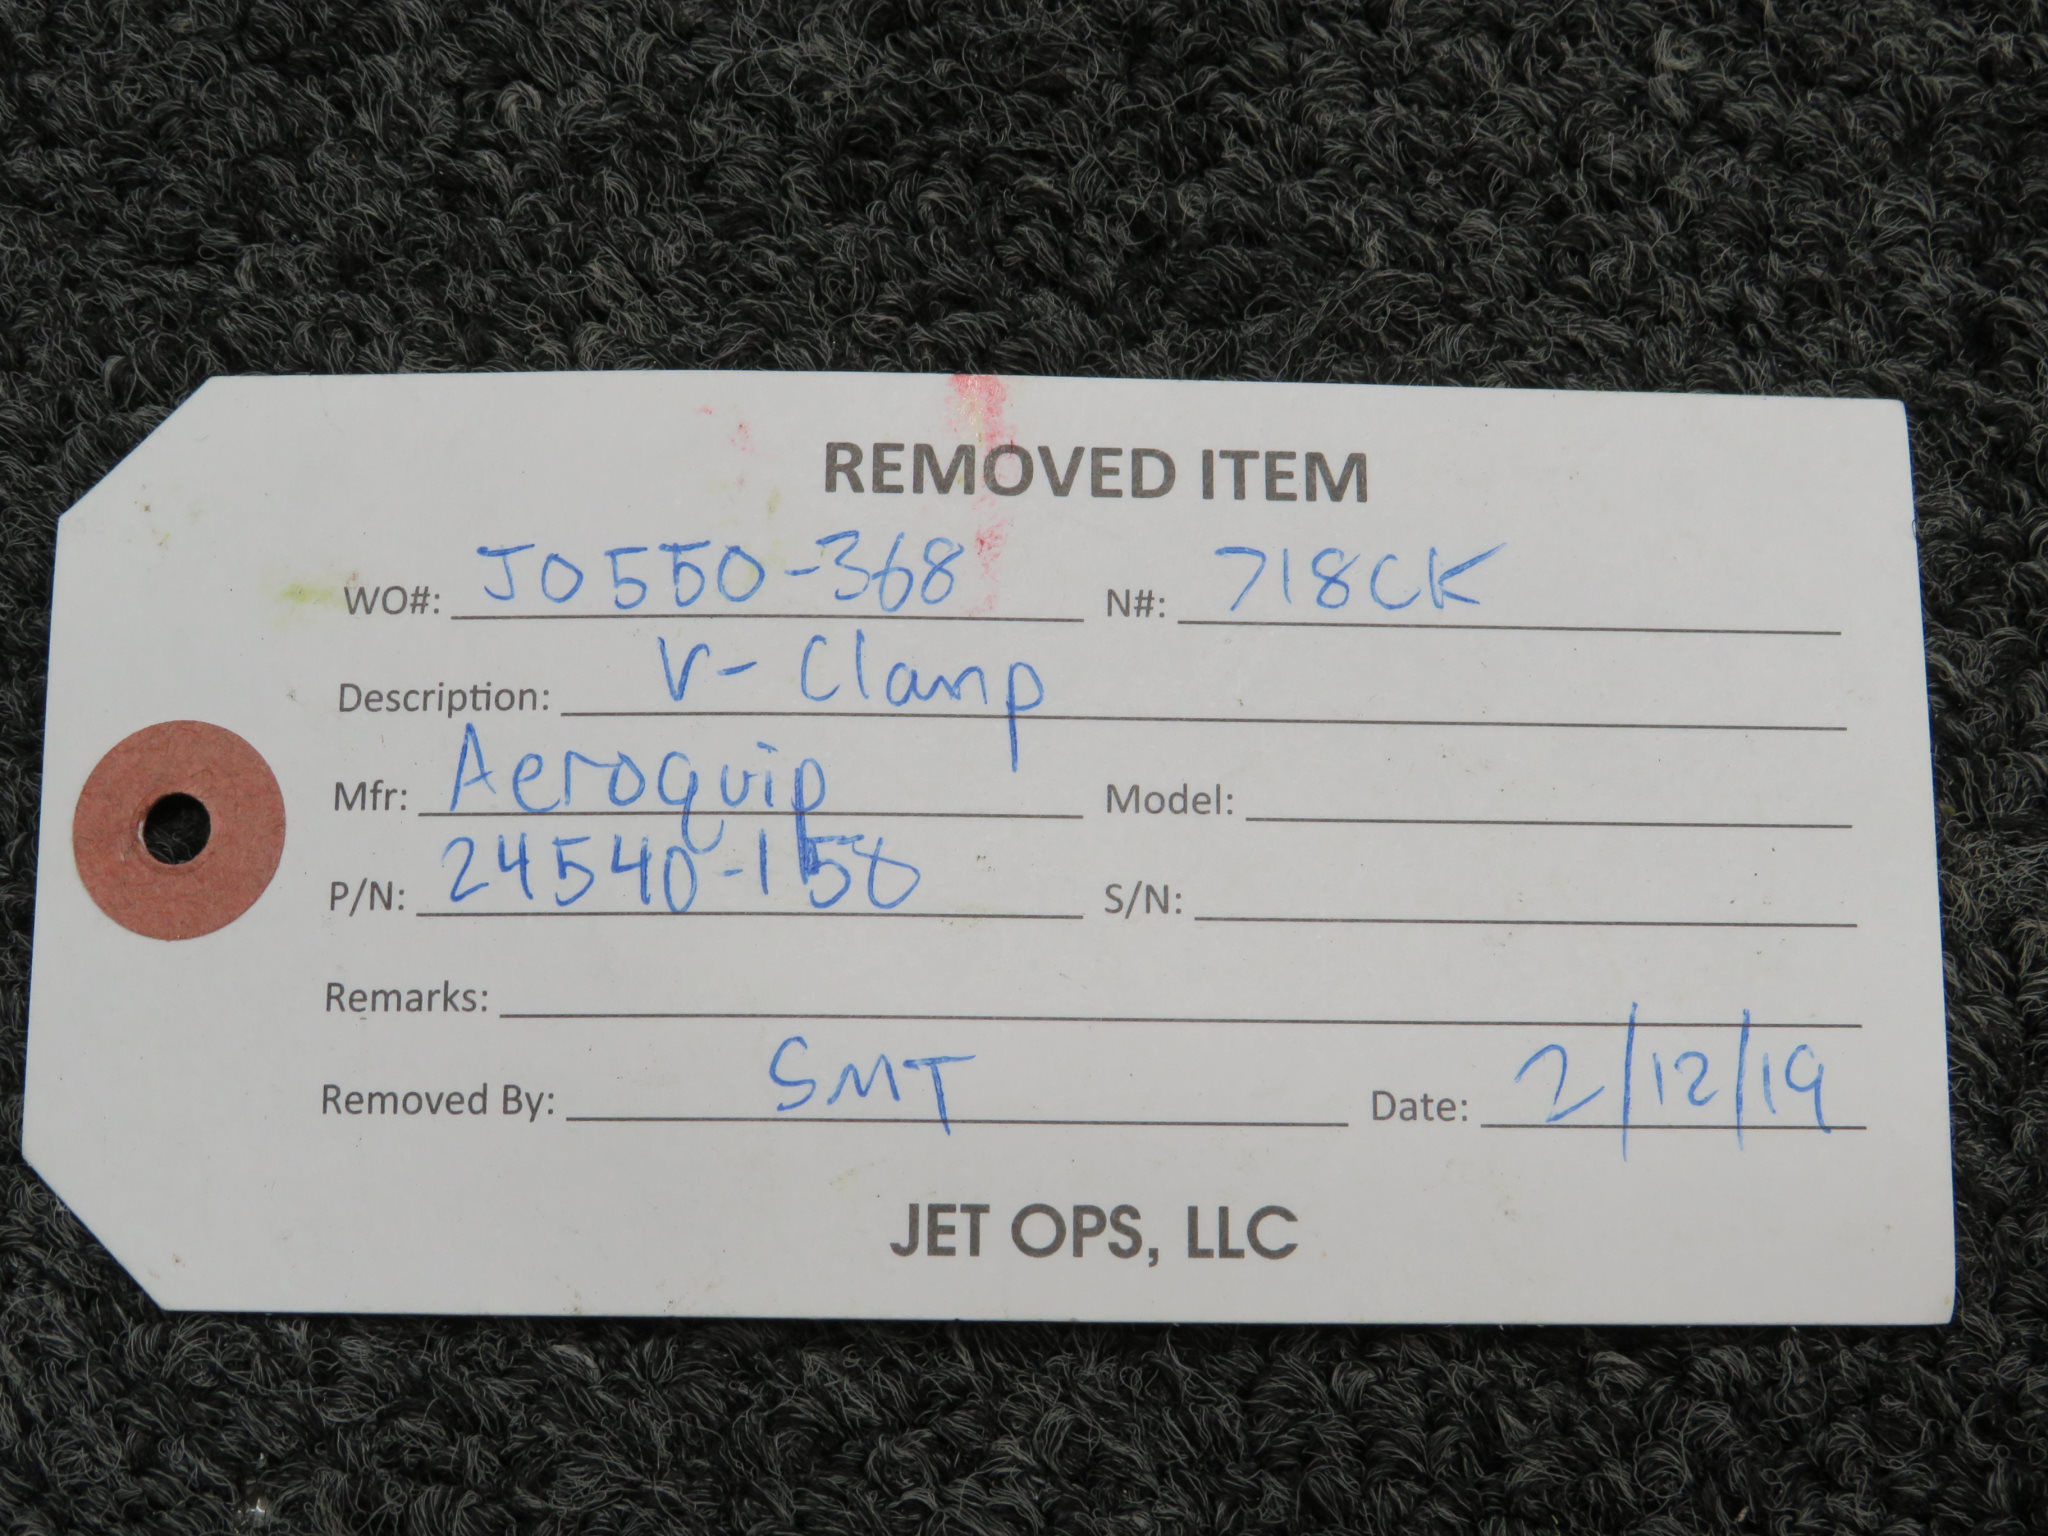 REMOVED ITEM
WO#: JO550-368 N#: 718CK
Description: V-Clamp
Mfr: Aeroquip Model:
P/N: 24540-158 S/N:
Remarks:
Removed By: SMT Date: 2/12/19
JET OPS, LLC